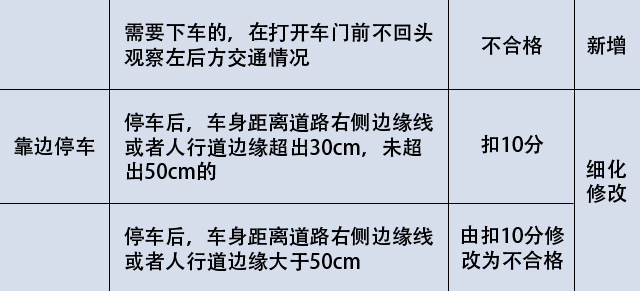 需要下车的，在打开车门前不回头
观察左后方交通情况
不合格
新增
靠边停车
停车后，车身距离道路右侧边缘线
或者人行道边缘超出30cm，未超
出50cm的
扣10分
细化
修改
停车后，车身距离道路右侧边缘线
或者人行道边缘大于50cm
由扣10分修
改为不合格